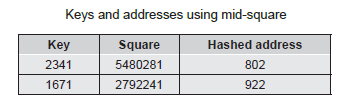 Keys and addresses using mid-square
Key Square Hashed address
2341 5480281 802
1671 2792241 922